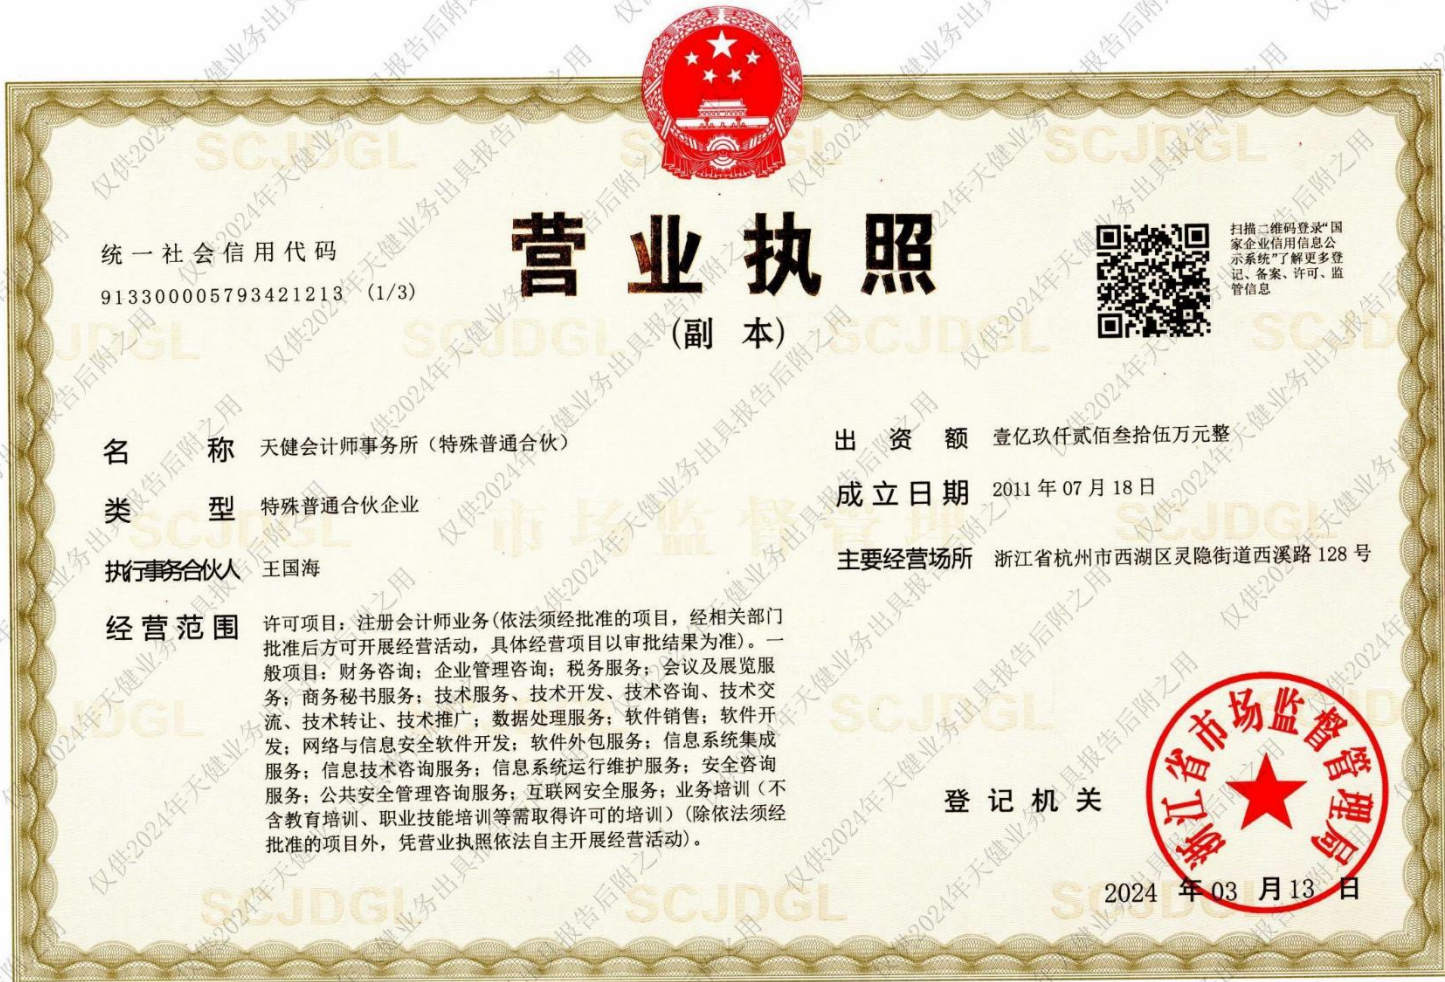 统一社会信用代码
913300005793421213 (1/3)
营业执照
(副 本)
扫描二维码登录“国
家企业信用信息公
示系统”了解更多登
记、备案、许可、监
管信息
名 称 天健会计师事务所（特殊普通合伙）
类 型 特殊普通合伙企业
执行事务合伙人 王国海
经营范围 许可项目：注册会计师业务(依法须经批准的项目，经相关部门
批准后方可开展经营活动，具体经营项目以审批结果为准)。一
般项目：财务咨询；企业管理咨询；税务服务；会议及展览服
务；商务秘书服务；技术服务、技术开发、技术咨询、技术交
流、技术转让、技术推广；数据处理服务；软件销售；软件开
发；网络与信息安全软件开发；软件外包服务；信息系统集成
服务；信息技术咨询服务；信息系统运行维护服务；安全咨询
服务；公共安全管理咨询服务；互联网安全服务；业务培训（不
含教育培训、职业技能培训等需取得许可的培训）(除依法须经
批准的项目外，凭营业执照依法自主开展经营活动)。
出 资 额 壹亿玖仟贰佰叁拾伍万元整
成立日期 2011 年 07 月 18 日
主要经营场所 浙江省杭州市西湖区灵隐街道西溪路 128 号
登记机关
浙江省市场监督管理局
2024 年 03 月 13 日
SCJDGL
市场监督管理
仅供2024年天健业务出具报告后附之用